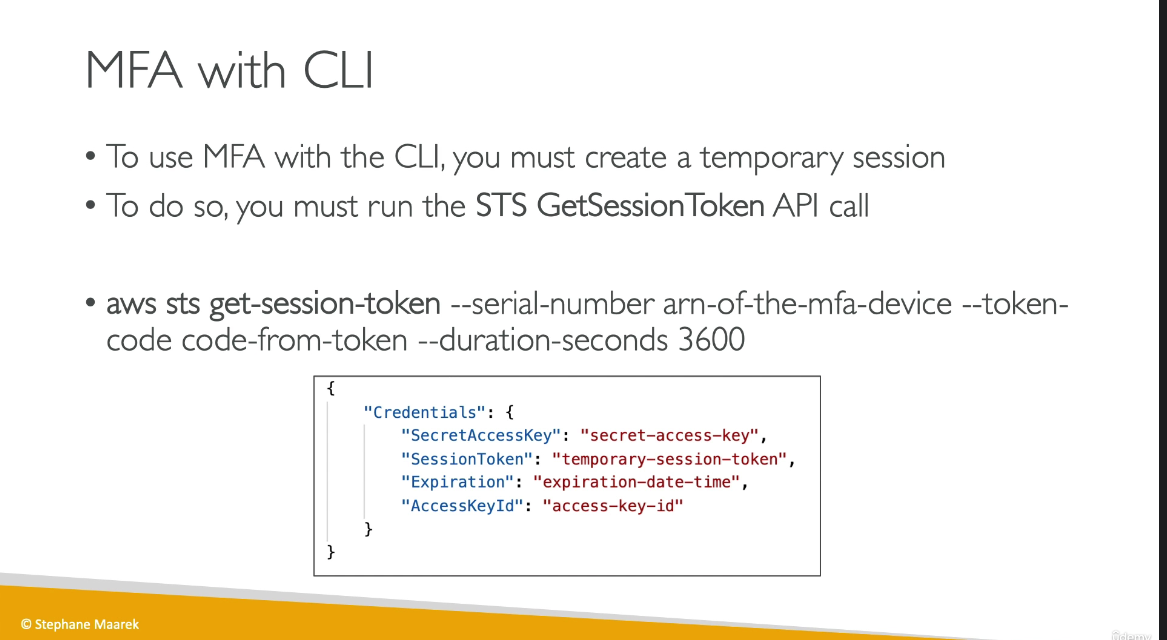 MFA with CLI
• To use MFA with the CLI, you must create a temporary session
• To do so, you must run the STS GetSessionToken API call
• aws sts get-session-token --serial-number arn-of-the-mfa-device --token-
code code-from-token --duration-seconds 3600
{
"Credentials": {
"SecretAccessKey": "secret-access-key",
"SessionToken": "temporary-session-token",
"Expiration": "expiration-date-time",
"AccessKeyId": "access-key-id"
}
}
© Stephane Maarek
Udemy